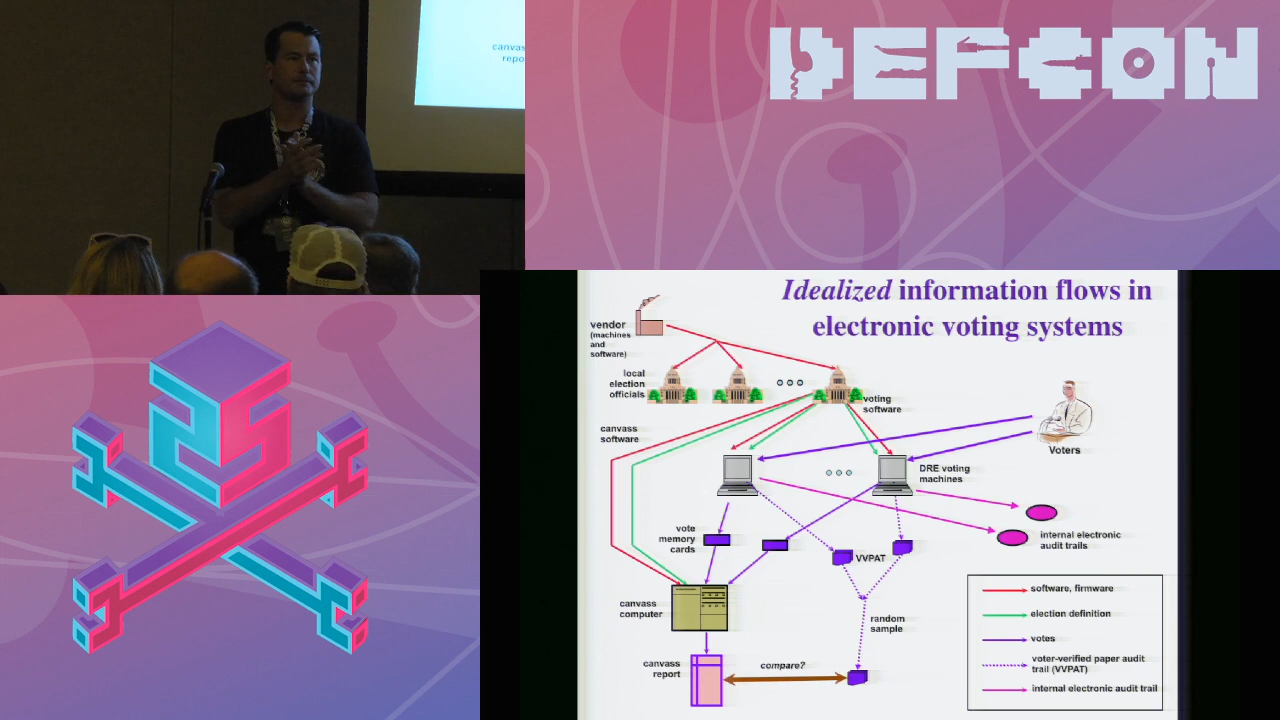 canvas
repo
DEFCON
Idealized information flows in
electronic voting systems
vendor
(machines
and
software)
local
election
officials
voting
software
canvass
software
Voters
DRE voting
machines
vote
memory
cards
VVPAT
internal electronic
audit trails
canvass
computer
random
sample
canvass
report
compare?
software, firmware
election definition
votes
voter-verified paper audit
trail (VVPAT)
internal electronic audit trail